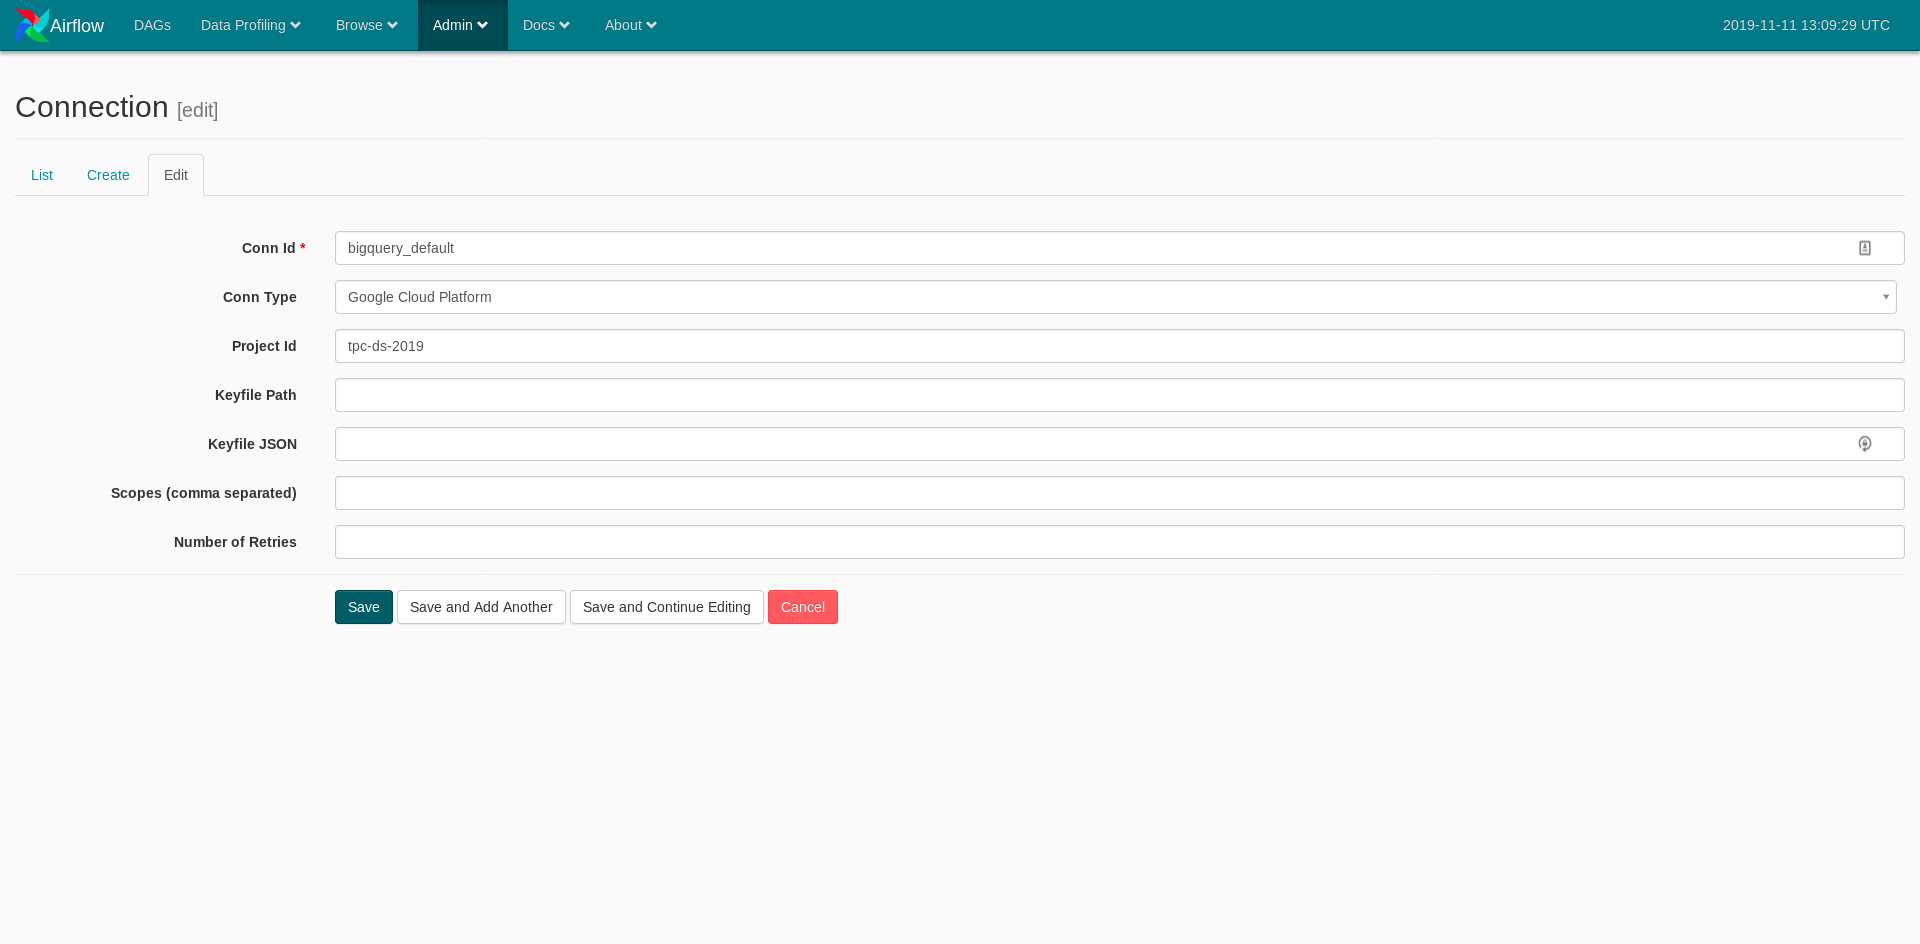 Airflow DAGs Data Profiling Browse Admin Docs About 2019-11-11 13:09:29 UTC
Connection [edit]
List Create Edit
Conn Id * bigquery_default
Conn Type Google Cloud Platform
Project Id tpc-ds-2019
Keyfile Path
Keyfile JSON
Scopes (comma separated)
Number of Retries
Save Save and Add Another Save and Continue Editing Cancel